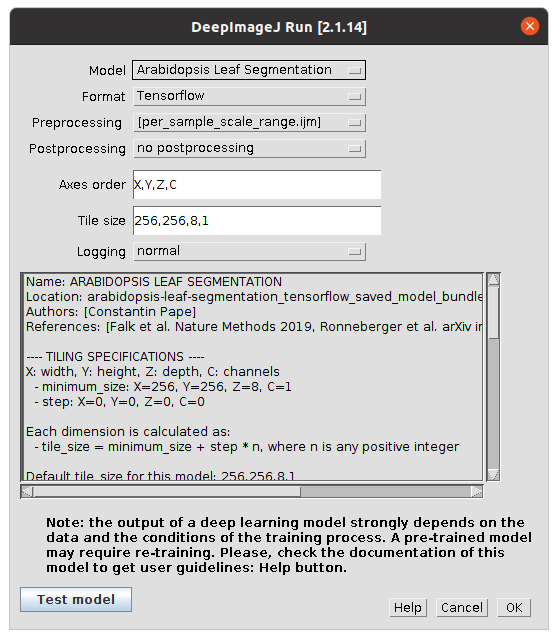 DeepImageJ Run [2.1.14]
Model Arabidopsis Leaf Segmentation
Format Tensorflow
Preprocessing [per_sample_scale_range.ijm]
Postprocessing no postprocessing
Axes order X,Y,Z,C
Tile size 256,256,8,1
Logging normal
Name: ARABIDOPSIS LEAF SEGMENTATION
Location: arabidopsis-leaf-segmentation_tensorflow_saved_model_bundle
Authors: [Constantin Pape]
References: [Falk et al. Nature Methods 2019, Ronneberger et al. arXiv in
---- TILING SPECIFICATIONS ----
X: width, Y: height, Z: depth, C: channels
- minimum_size: X=256, Y=256, Z=8, C=1
- step: X=0, Y=0, Z=0, C=0
Each dimension is calculated as:
- tile_size = minimum_size + step * n, where n is any positive integer
Default tile_size for this model: 256,256,8,1
Note: the output of a deep learning model strongly depends on the
data and the conditions of the training process. A pre-trained model
may require re-training. Please, check the documentation of this
model to get user guidelines: Help button.
Test model
Help Cancel OK